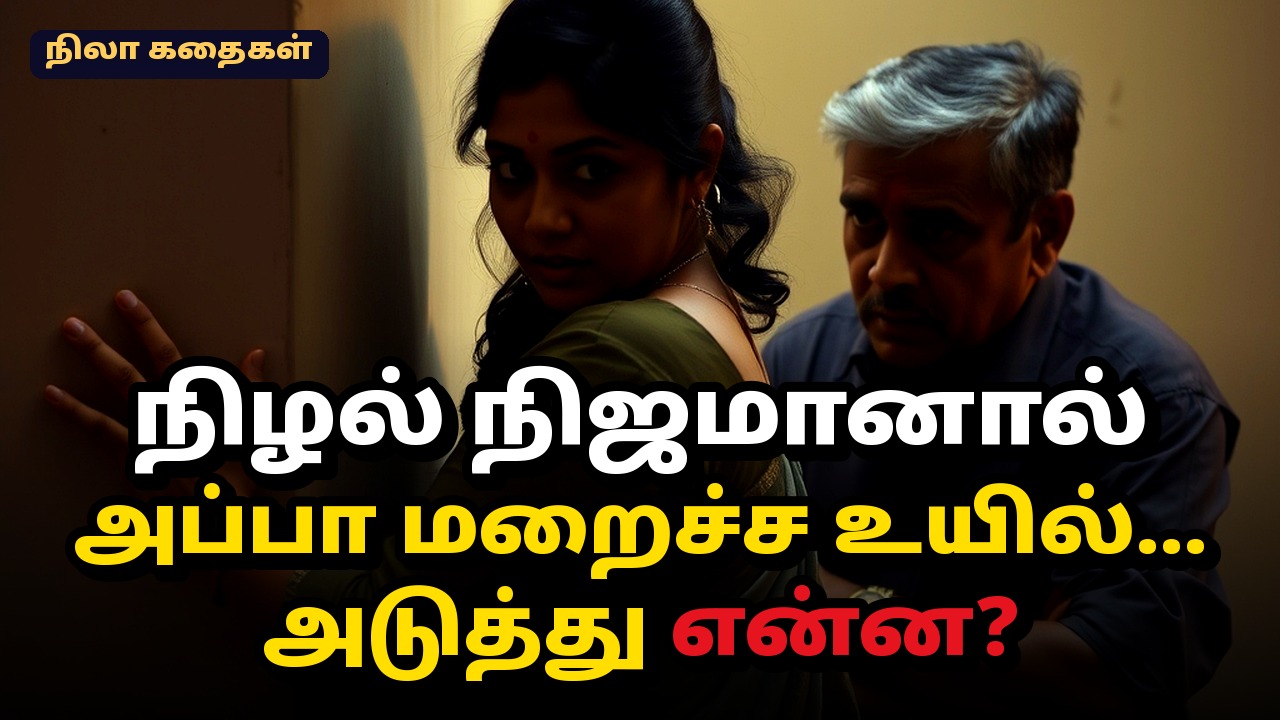 நிலா கதைகள்
நிழல் நிஜமானால்
அப்பா மறைச்ச உயில்...
அடுத்து என்ன?